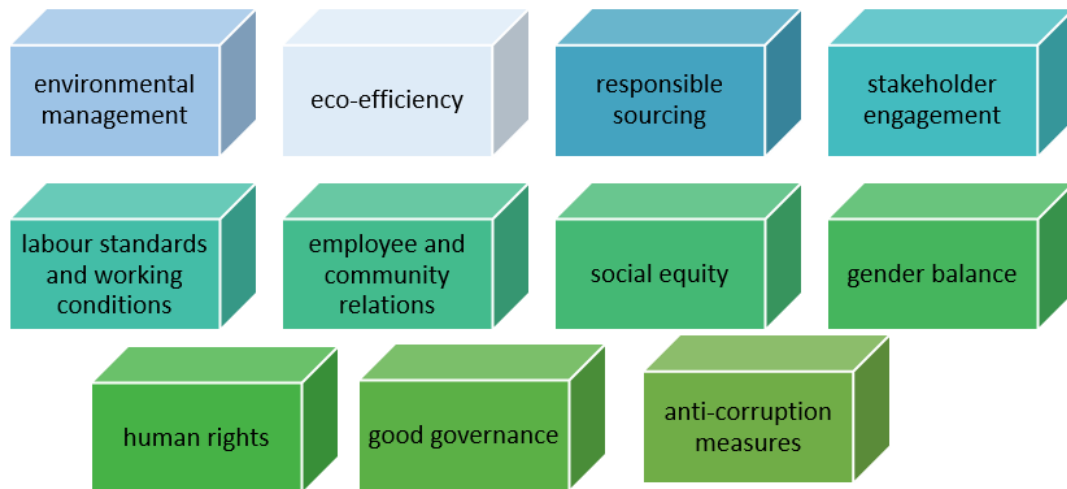 environmental
management
eco-efficiency
responsible
sourcing
stakeholder
engagement
labour standards
and working
conditions
employee and
community
relations
social equity
gender balance
human rights
good governance
anti-corruption
measures